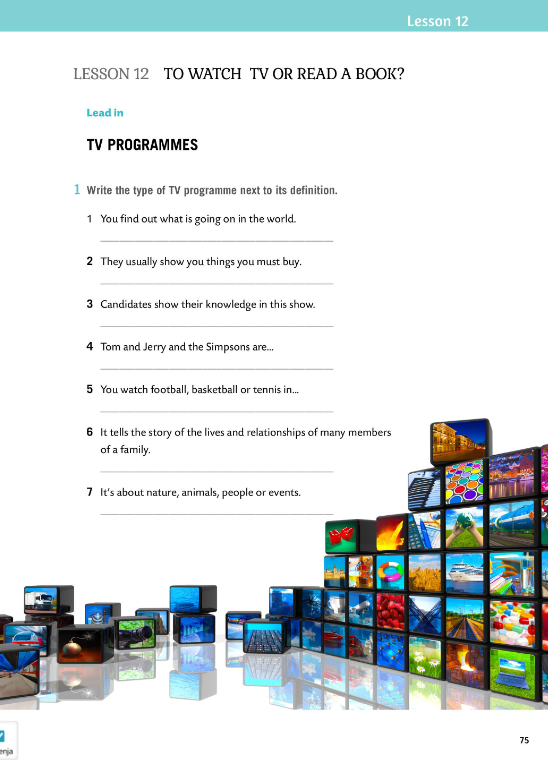 Lesson 12
LESSON 12 TO WATCH TV OR READ A BOOK?
Lead in
TV PROGRAMMES
1 Write the type of TV programme next to its definition.
1 You find out what is going on in the world.
2 They usually show you things you must buy.
3 Candidates show their knowledge in this show.
4 Tom and Jerry and the Simpsons are...
5 You watch football, basketball or tennis in...
6 It tells the story of the lives and relationships of many members
of a family.
7 It's about nature, animals, people or events.
enja
75